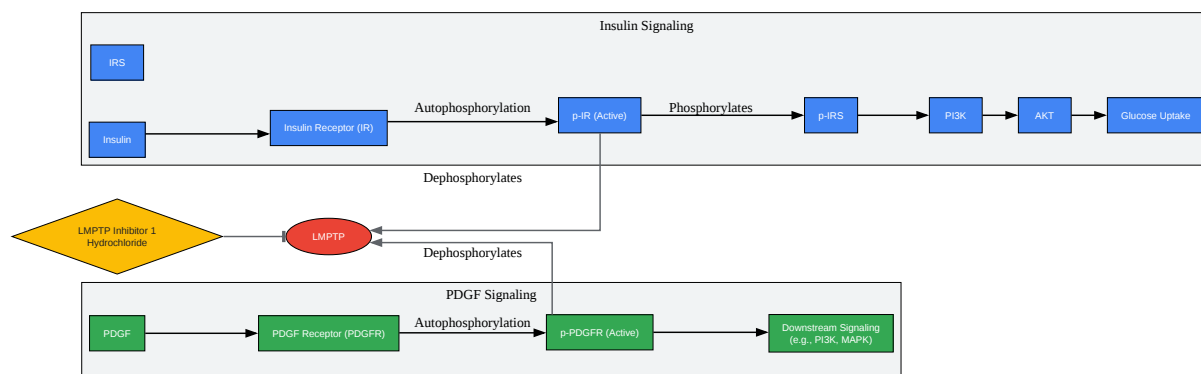 Insulin Signaling
IRS
Insulin
Insulin Receptor (IR)
Autophosphorylation
p-IR (Active)
Phosphorylates
p-IRS
PI3K
AKT
Glucose Uptake
Dephosphorylates
LMPTP Inhibitor 1
Hydrochloride
LMPTP
Dephosphorylates
PDGF Signaling
PDGF
PDGF Receptor (PDGFR)
Autophosphorylation
p-PDGFR (Active)
Downstream Signaling
(e.g., PI3K, MAPK)